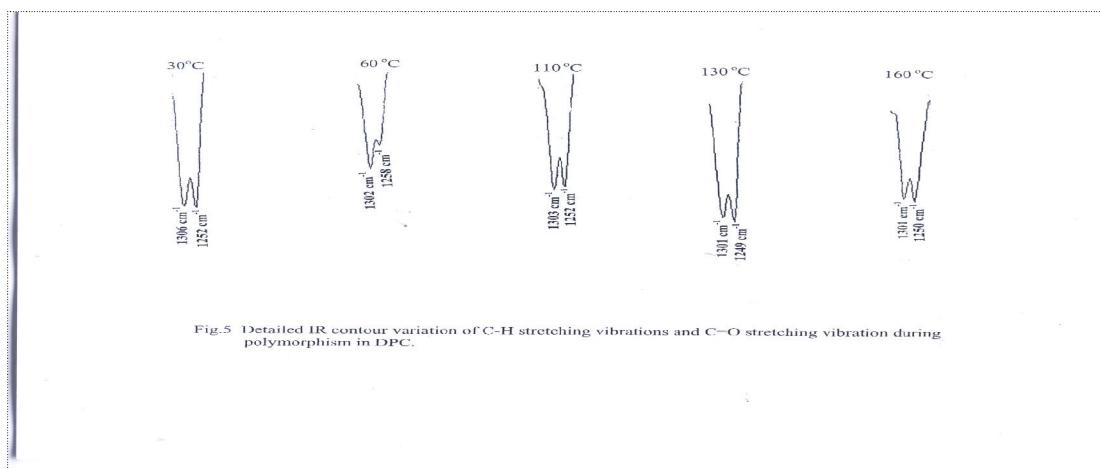 30°C
60 °C
110°C
130 °C
160 °C
1306 cm⁻¹
1252 cm⁻¹
1302 cm⁻¹
1258 cm⁻¹
1303 cm⁻¹
1252 cm⁻¹
1301 cm⁻¹
1249 cm⁻¹
1301 cm⁻¹
1250 cm⁻¹
Fig.5 Detailed IR contour variation of C-H stretching vibrations and C−O stretching vibration during
polymorphism in DPC.